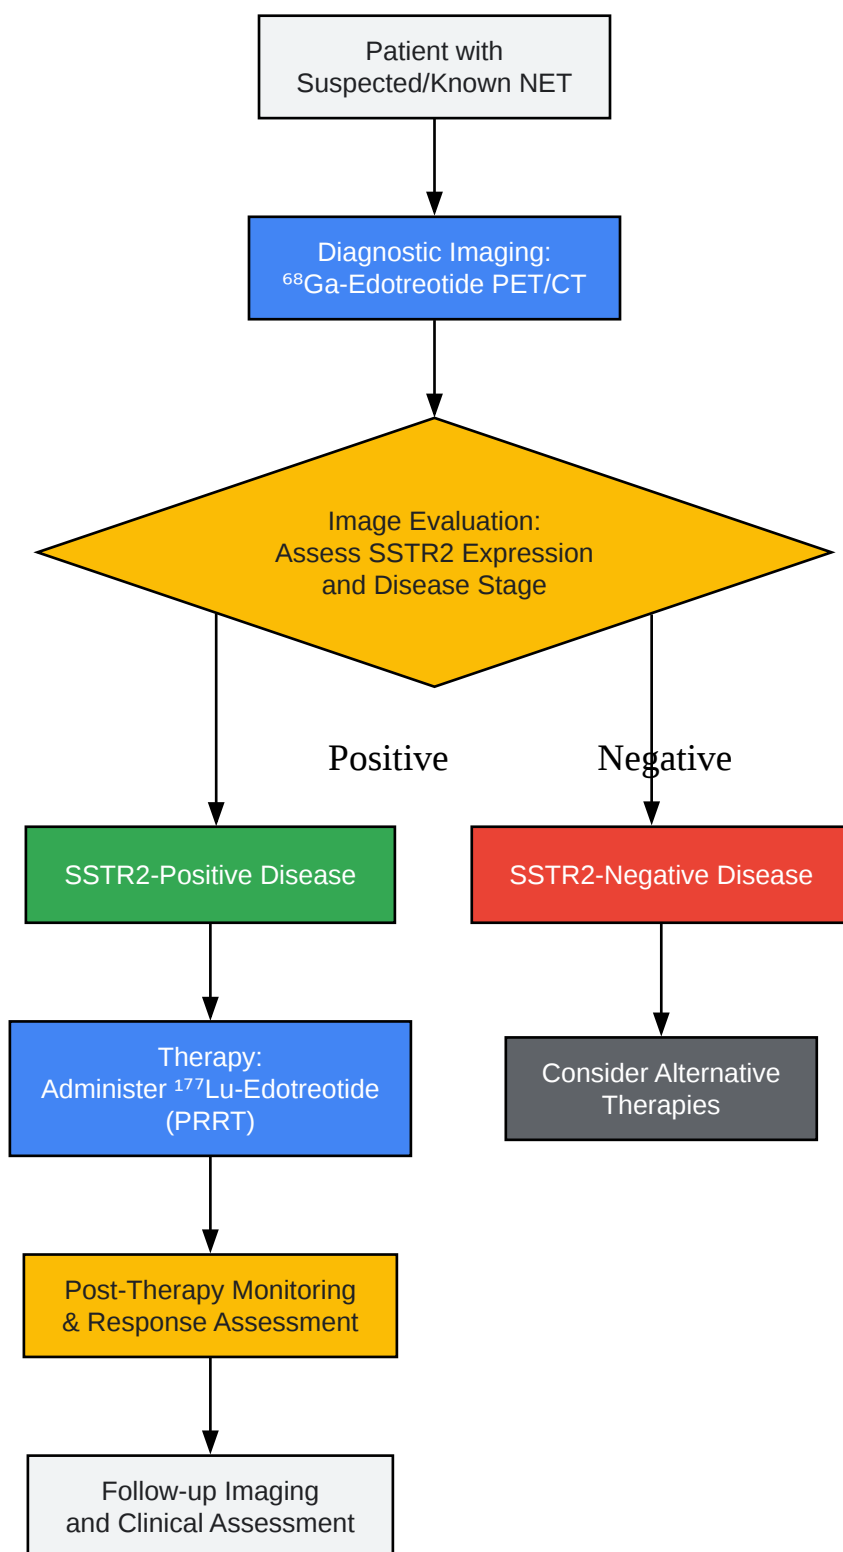 Patient with
Suspected/Known NET
Diagnostic Imaging:
⁶⁸Ga-Edotreotide PET/CT
Image Evaluation:
Assess SSTR2 Expression
and Disease Stage
Positive
Negative
SSTR2-Positive Disease
SSTR2-Negative Disease
Therapy:
Administer ¹⁷⁷Lu-Edotreotide
(PRRT)
Consider Alternative
Therapies
Post-Therapy Monitoring
& Response Assessment
Follow-up Imaging
and Clinical Assessment